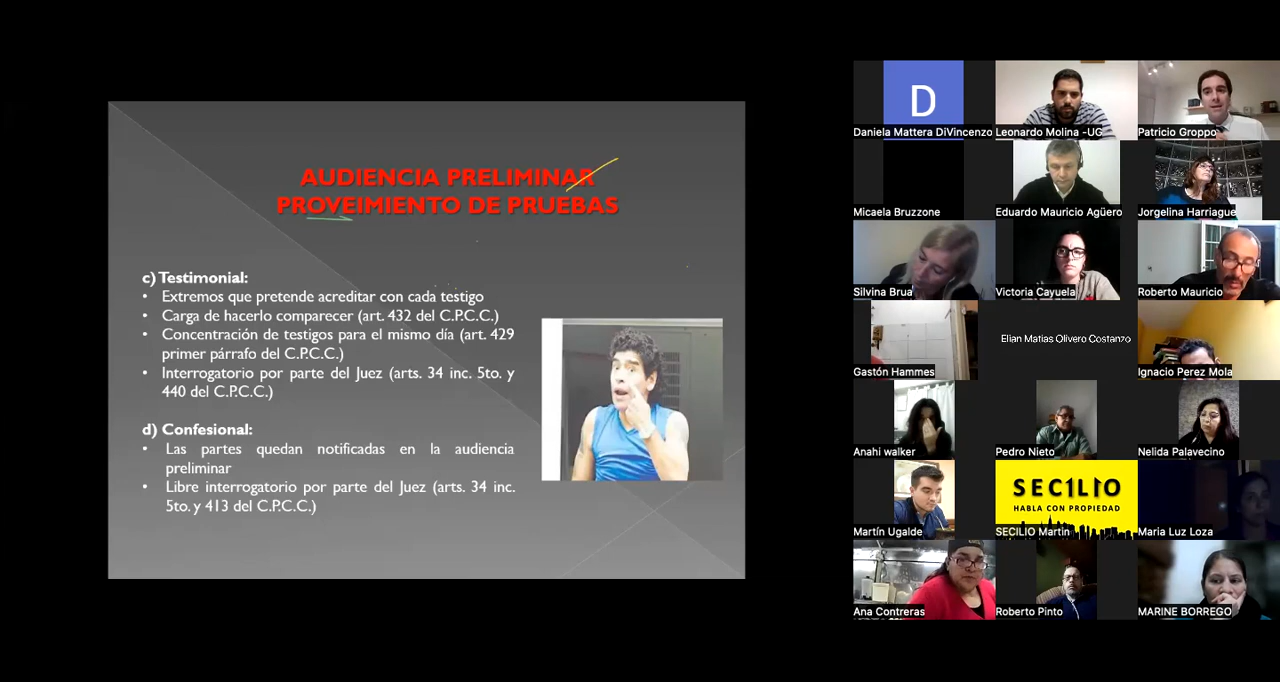 AUDIENCIA PRELIMINAR
PROVEIMIENTO DE PRUEBAS
c) Testimonial:
• Extremos que pretende acreditar con cada testigo
• Carga de hacerlo comparecer (art. 432 del C.P.C.C.)
• Concentración de testigos para el mismo día (art. 429
primer párrafo del C.P.C.C.)
• Interrogatorio por parte del Juez (arts. 34 inc. 5to. y
440 del C.P.C.C.)
d) Confesional:
• Las partes quedan notificadas en la audiencia
preliminar
• Libre interrogatorio por parte del Juez (arts. 34 inc.
5to. y 413 del C.P.C.C.)
D
Daniela Mattera DiVincenzo
Leonardo Molina -UG
Patricio Groppo
Micaela Bruzzone
Eduardo Mauricio Agüero
Jorgelina Harriague
Silvina Brua
Victoria Cayuela
Roberto Mauricio
Gastón Hammes
Elian Matías Olivero Costanzo
Ignacio Perez Mola
Anahi walker
Pedro Nieto
Nelida Palavecino
Martín Ugalde
SEC1L1O
HABLA CON PROPIEDAD
SECILIO Martin
Maria Luz Loza
Ana Contreras
Roberto Pinto
MARINE BORREGO